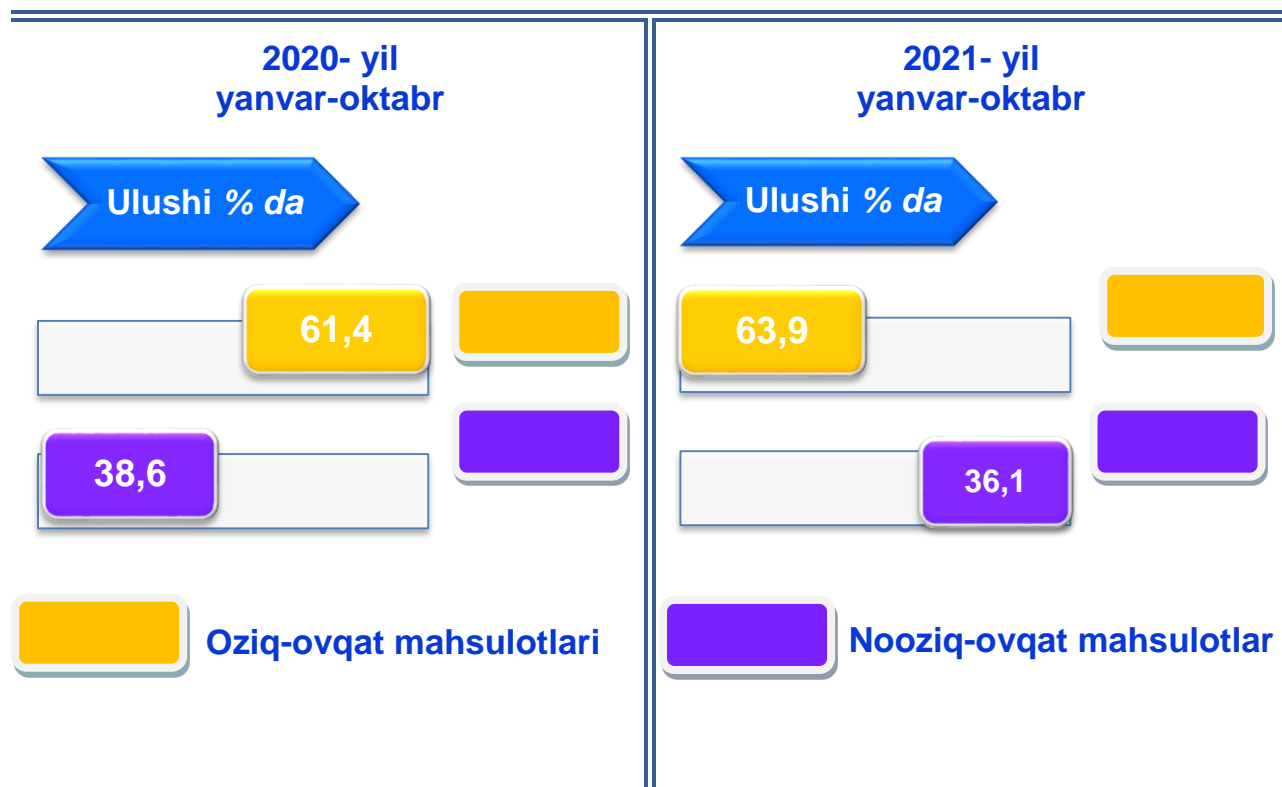 2020- yil
yanvar-oktabr
Ulushi % da
61,4
38,6
Oziq-ovqat mahsulotlari
2021- yil
yanvar-oktabr
Ulushi % da
63,9
36,1
Nooziq-ovqat mahsulotlar